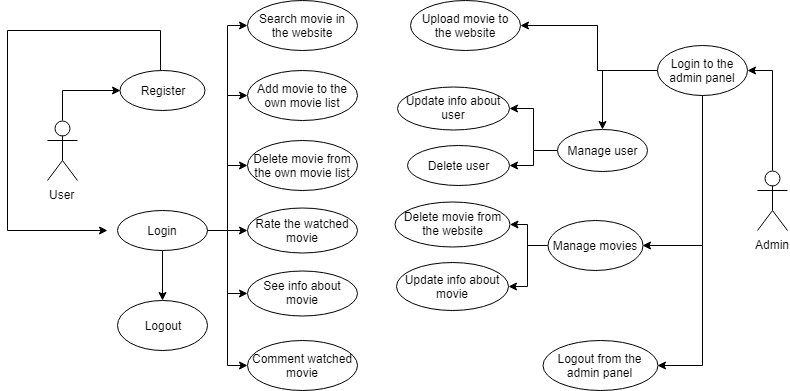 Search movie in
the website
Upload movie to
the website
Login to the
admin panel
Register
Add movie to the
own movie list
Update info about
user
Manage user
Delete movie from
the own movie list
Delete user
User
Login
Rate the watched
movie
Delete movie from
the website
Manage movies
Admin
See info about
movie
Update info about
movie
Logout
Comment watched
movie
Logout from the
admin panel